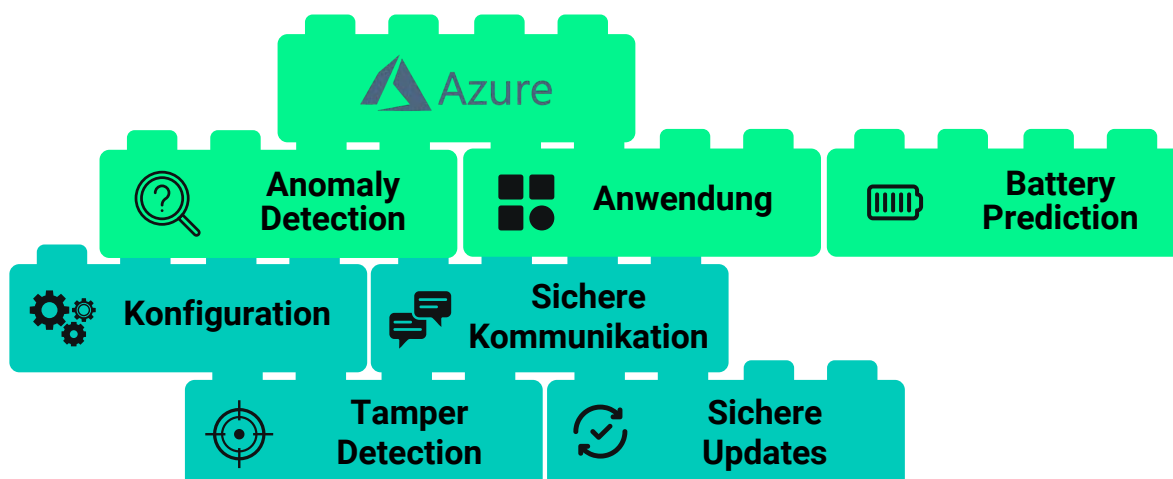 Azure
Anomaly
Detection
Anwendung
Battery
Prediction
Konfiguration
Sichere
Kommunikation
Tamper
Detection
Sichere
Updates